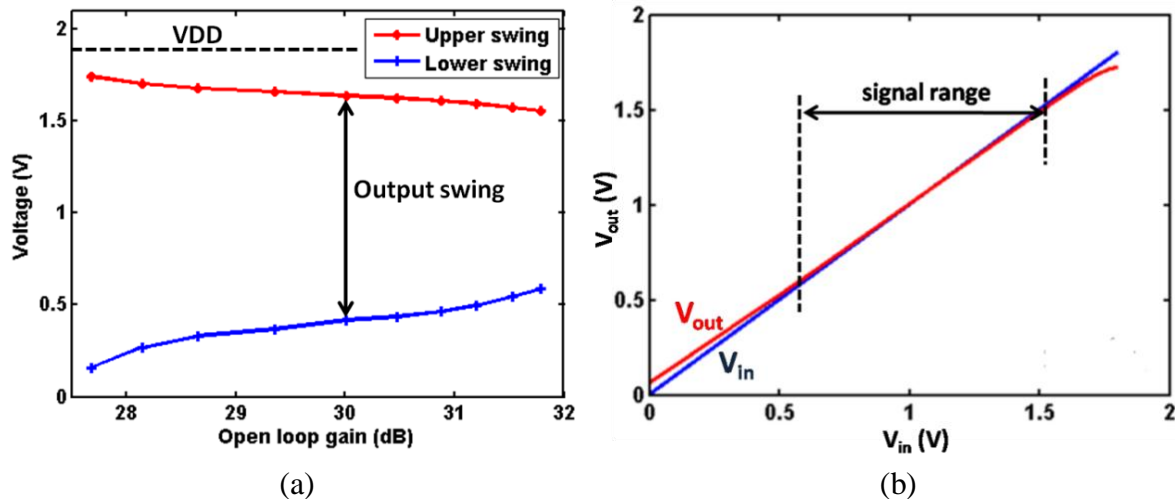 2
VDD
Upper swing
Lower swing
1.5
Output swing
1
0.5
0
Voltage (V)
28 29 30 31 32
Open loop gain (dB)
(a)
2
signal range
1.5
1
0.5
0
Vout (V)
Vout
Vin
0 0.5 1 1.5 2
Vin (V)
(b)